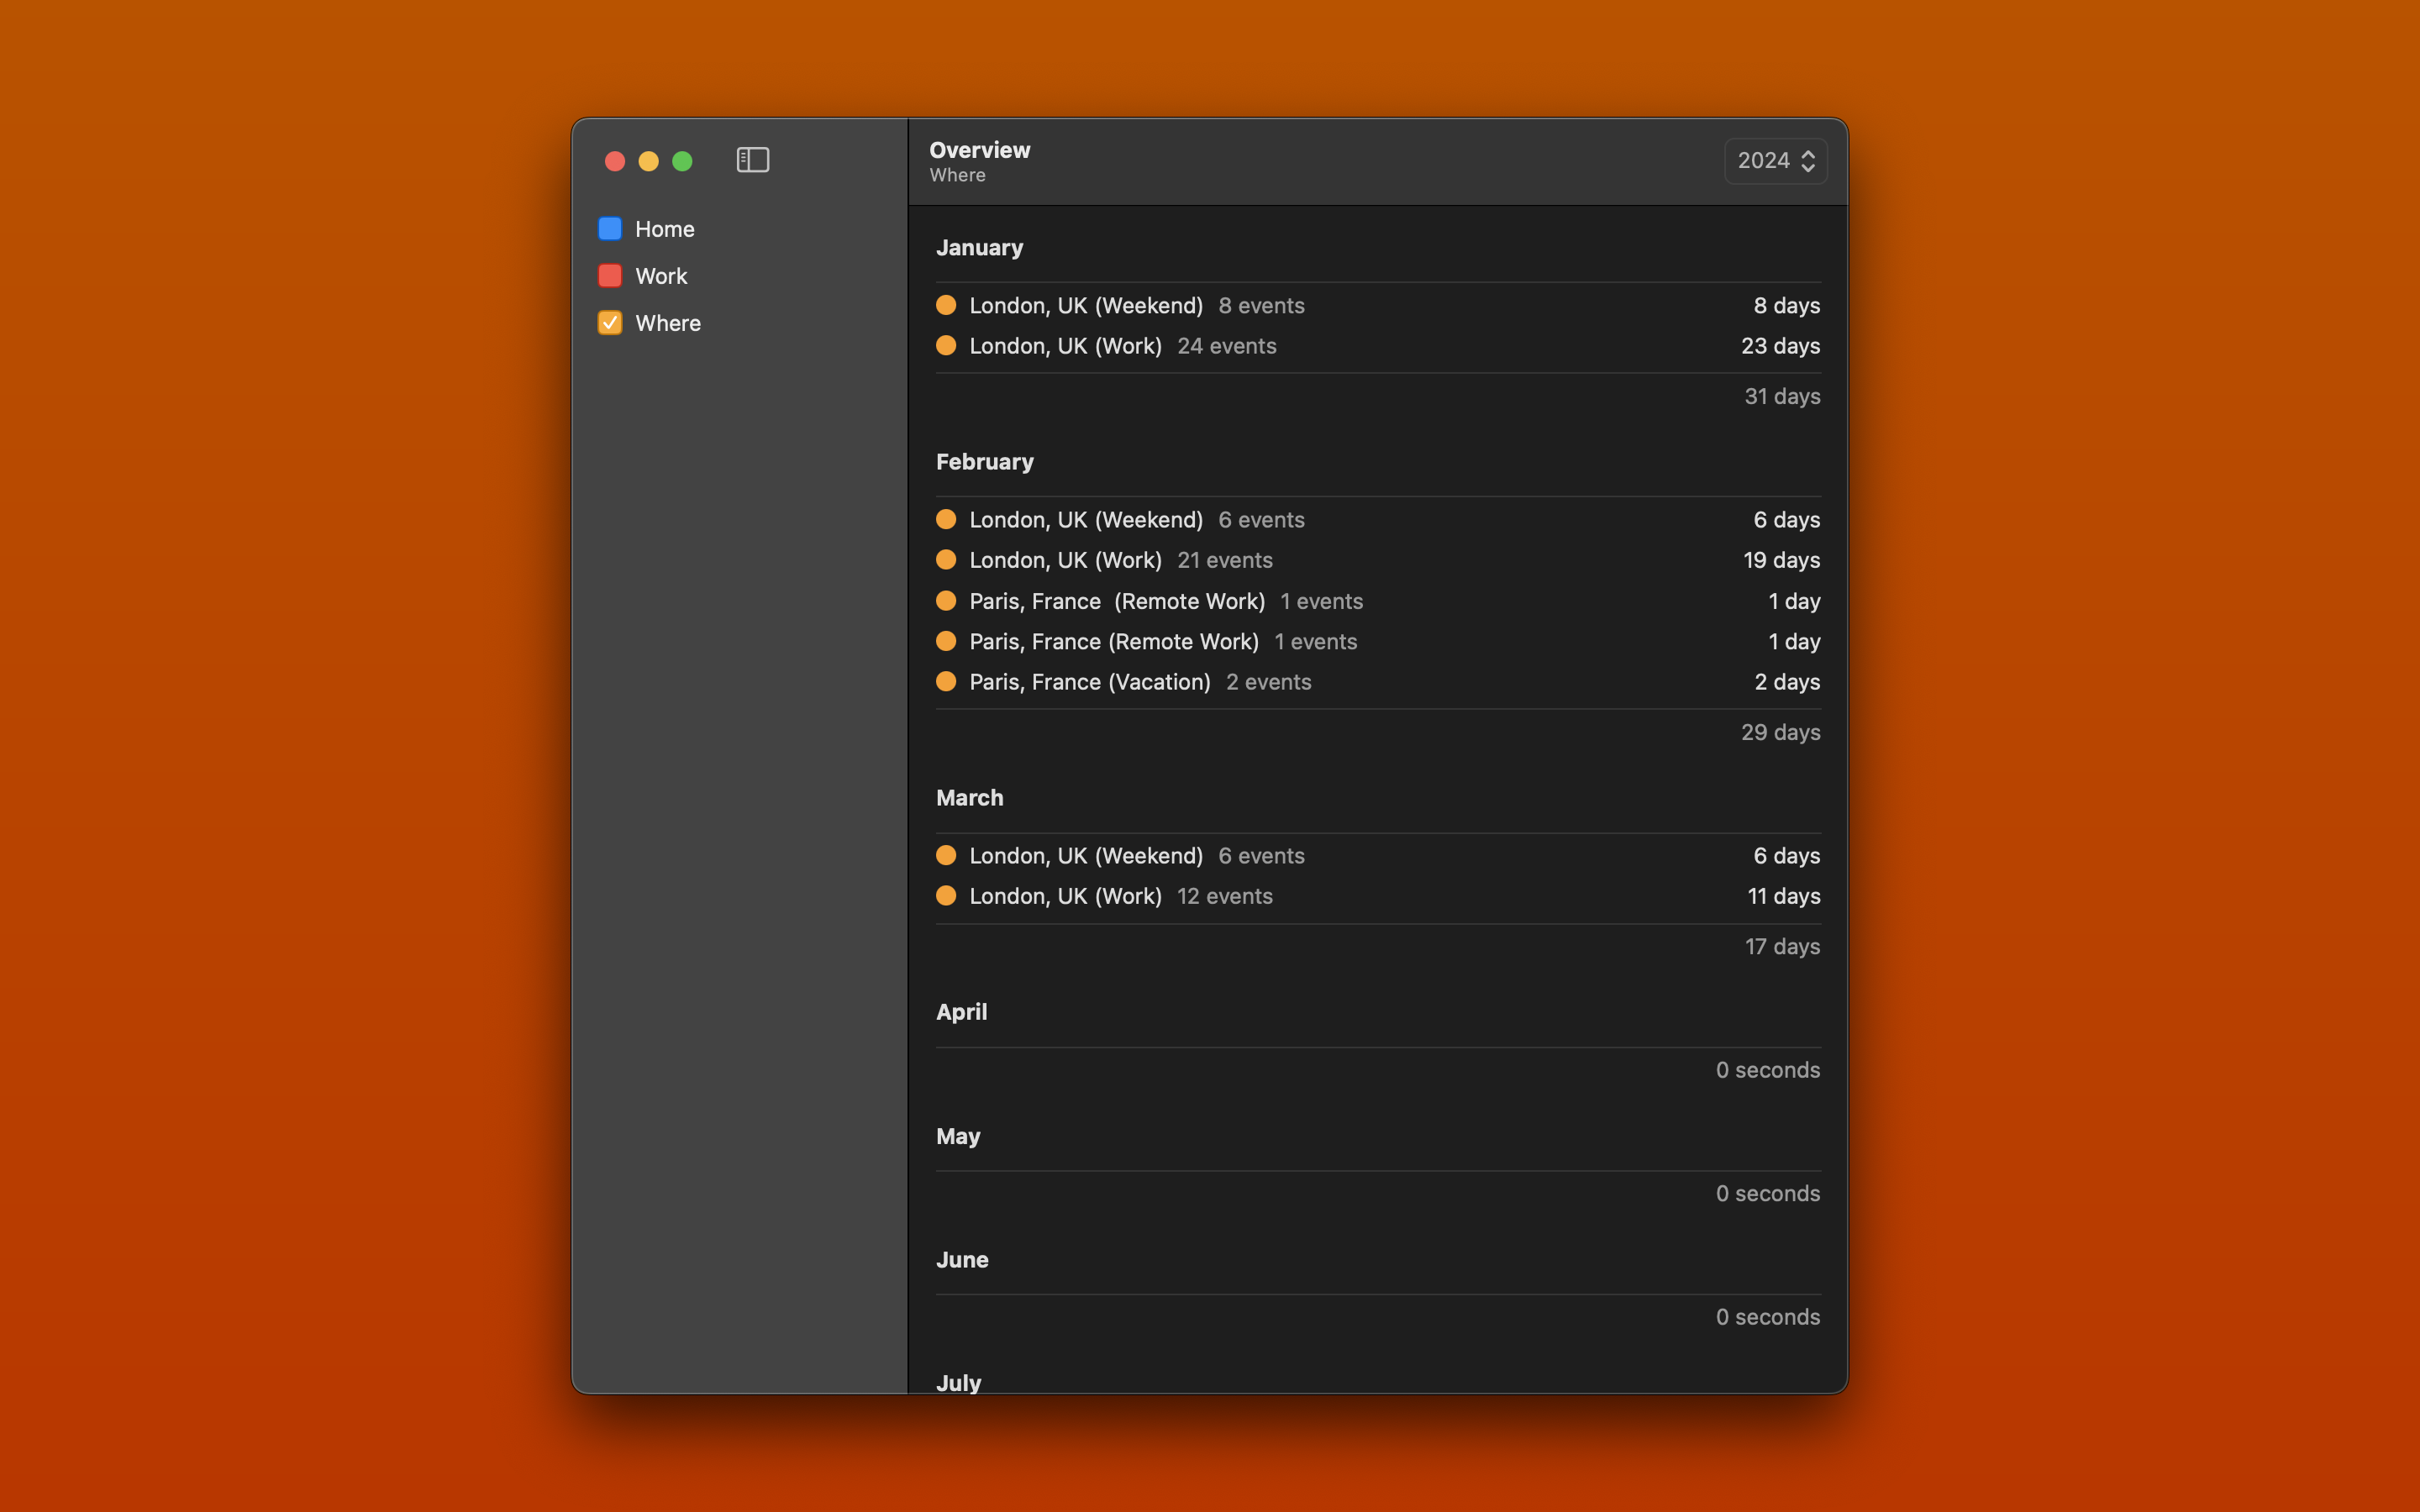 Home
Work
Where
Overview
Where
2024
January
London, UK (Weekend) 8 events 8 days
London, UK (Work) 24 events 23 days
31 days
February
London, UK (Weekend) 6 events 6 days
London, UK (Work) 21 events 19 days
Paris, France  (Remote Work) 1 events 1 day
Paris, France (Remote Work) 1 events 1 day
Paris, France (Vacation) 2 events 2 days
29 days
March
London, UK (Weekend) 6 events 6 days
London, UK (Work) 12 events 11 days
17 days
April
0 seconds
May
0 seconds
June
0 seconds
July